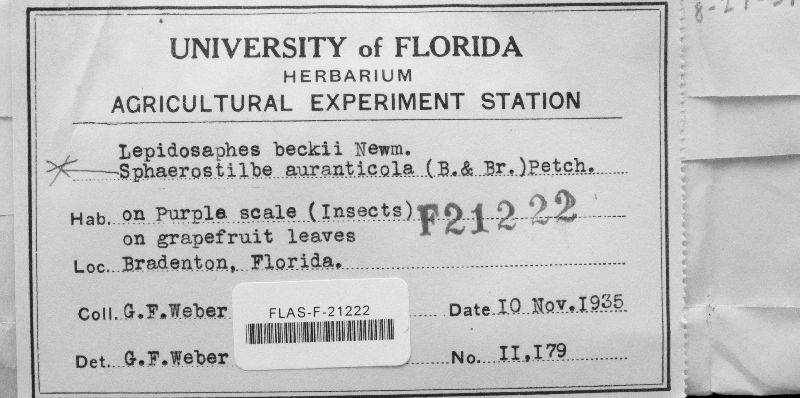 UNIVERSITY of FLORIDA
HERBARIUM
AGRICULTURAL EXPERIMENT STATION
Lepidosaphes beckii Newm.
Sphaerostilbe auranticola (B.& Br.)Petch.
Hab. on Purple scale (Insects) F21222
on grapefruit leaves
Loc. Bradenton, Florida.
Coll. G.F.Weber Date 10 Nov.1935
FLAS-F-21222
Det. G.F.Weber No. II,I79